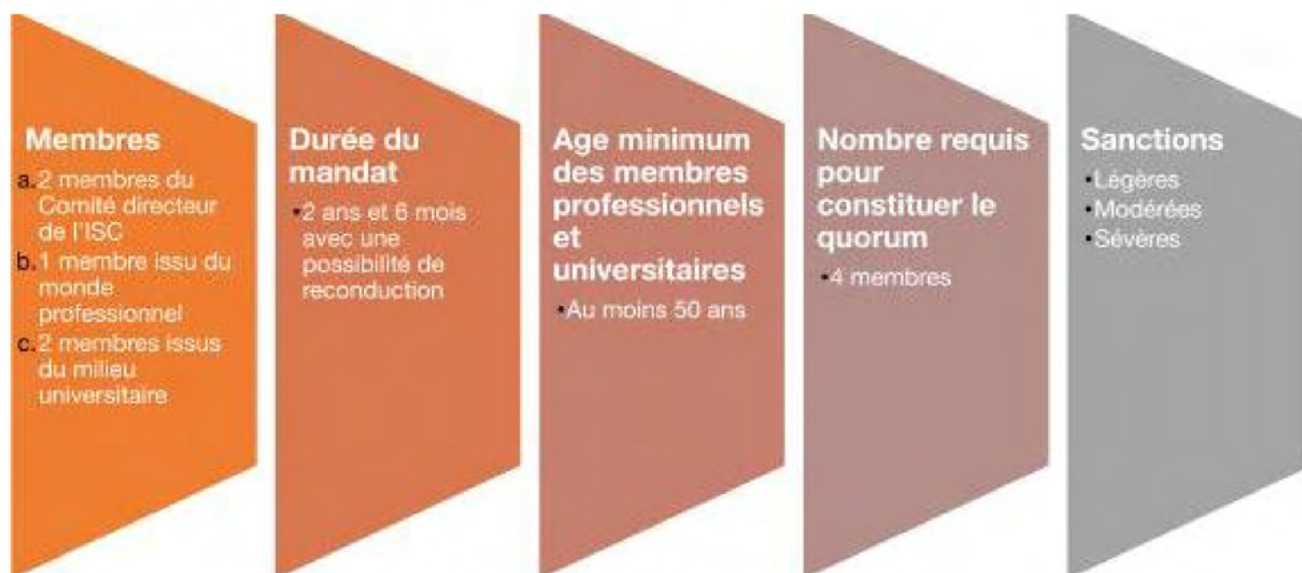 Membres
a.2 membres du
Comité directeur
de l'ISC
b.1 membre issu du
monde
professionnel
c.2 membres issus
du milieu
universitaire
Durée du
mandat
•2 ans et 6 mois
avec une
possibilité de
reconduction
Age minimum
des membres
professionnels
et
universitaires
•Au moins 50 ans
Nombre requis
pour
constituer le
quorum
•4 membres
Sanctions
•Légères
•Modérées
•Sévères